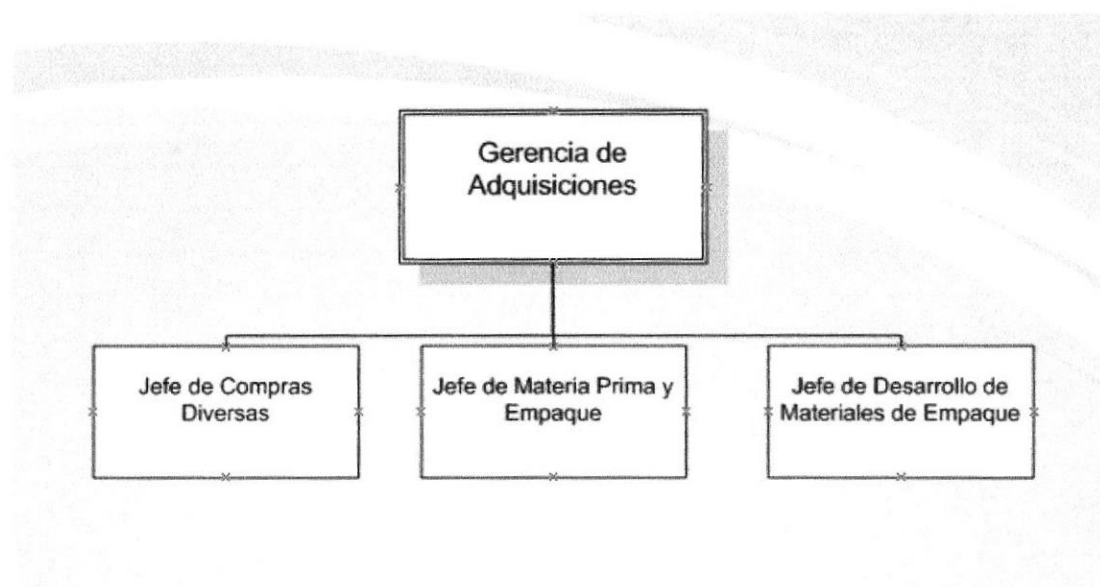 Gerencia de
Adquisiciones
Jefe de Compras
Diversas
Jefe de Materia Prima y
Empaque
Jefe de Desarrollo de
Materiales de Empaque